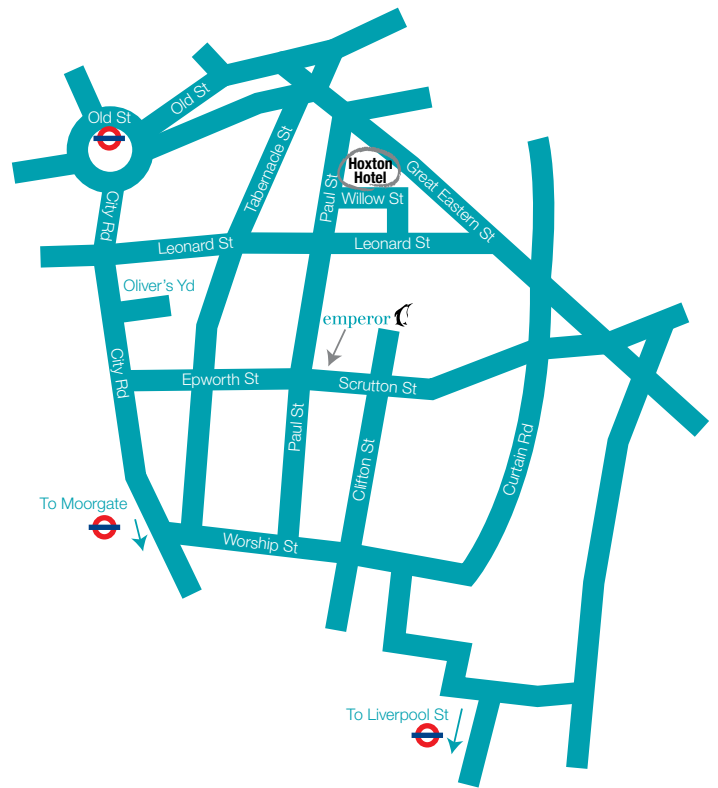 Old St
Old St
Hoxton
Hotel
Great Eastern St
Tabernacle St
Paul St
Willow St
City Rd
Leonard St
Leonard St
Oliver's Yd
emperor
City Rd
Epworth St
Scrutton St
Paul St
Clifton St
Curtain Rd
To Moorgate
Worship St
To Liverpool St